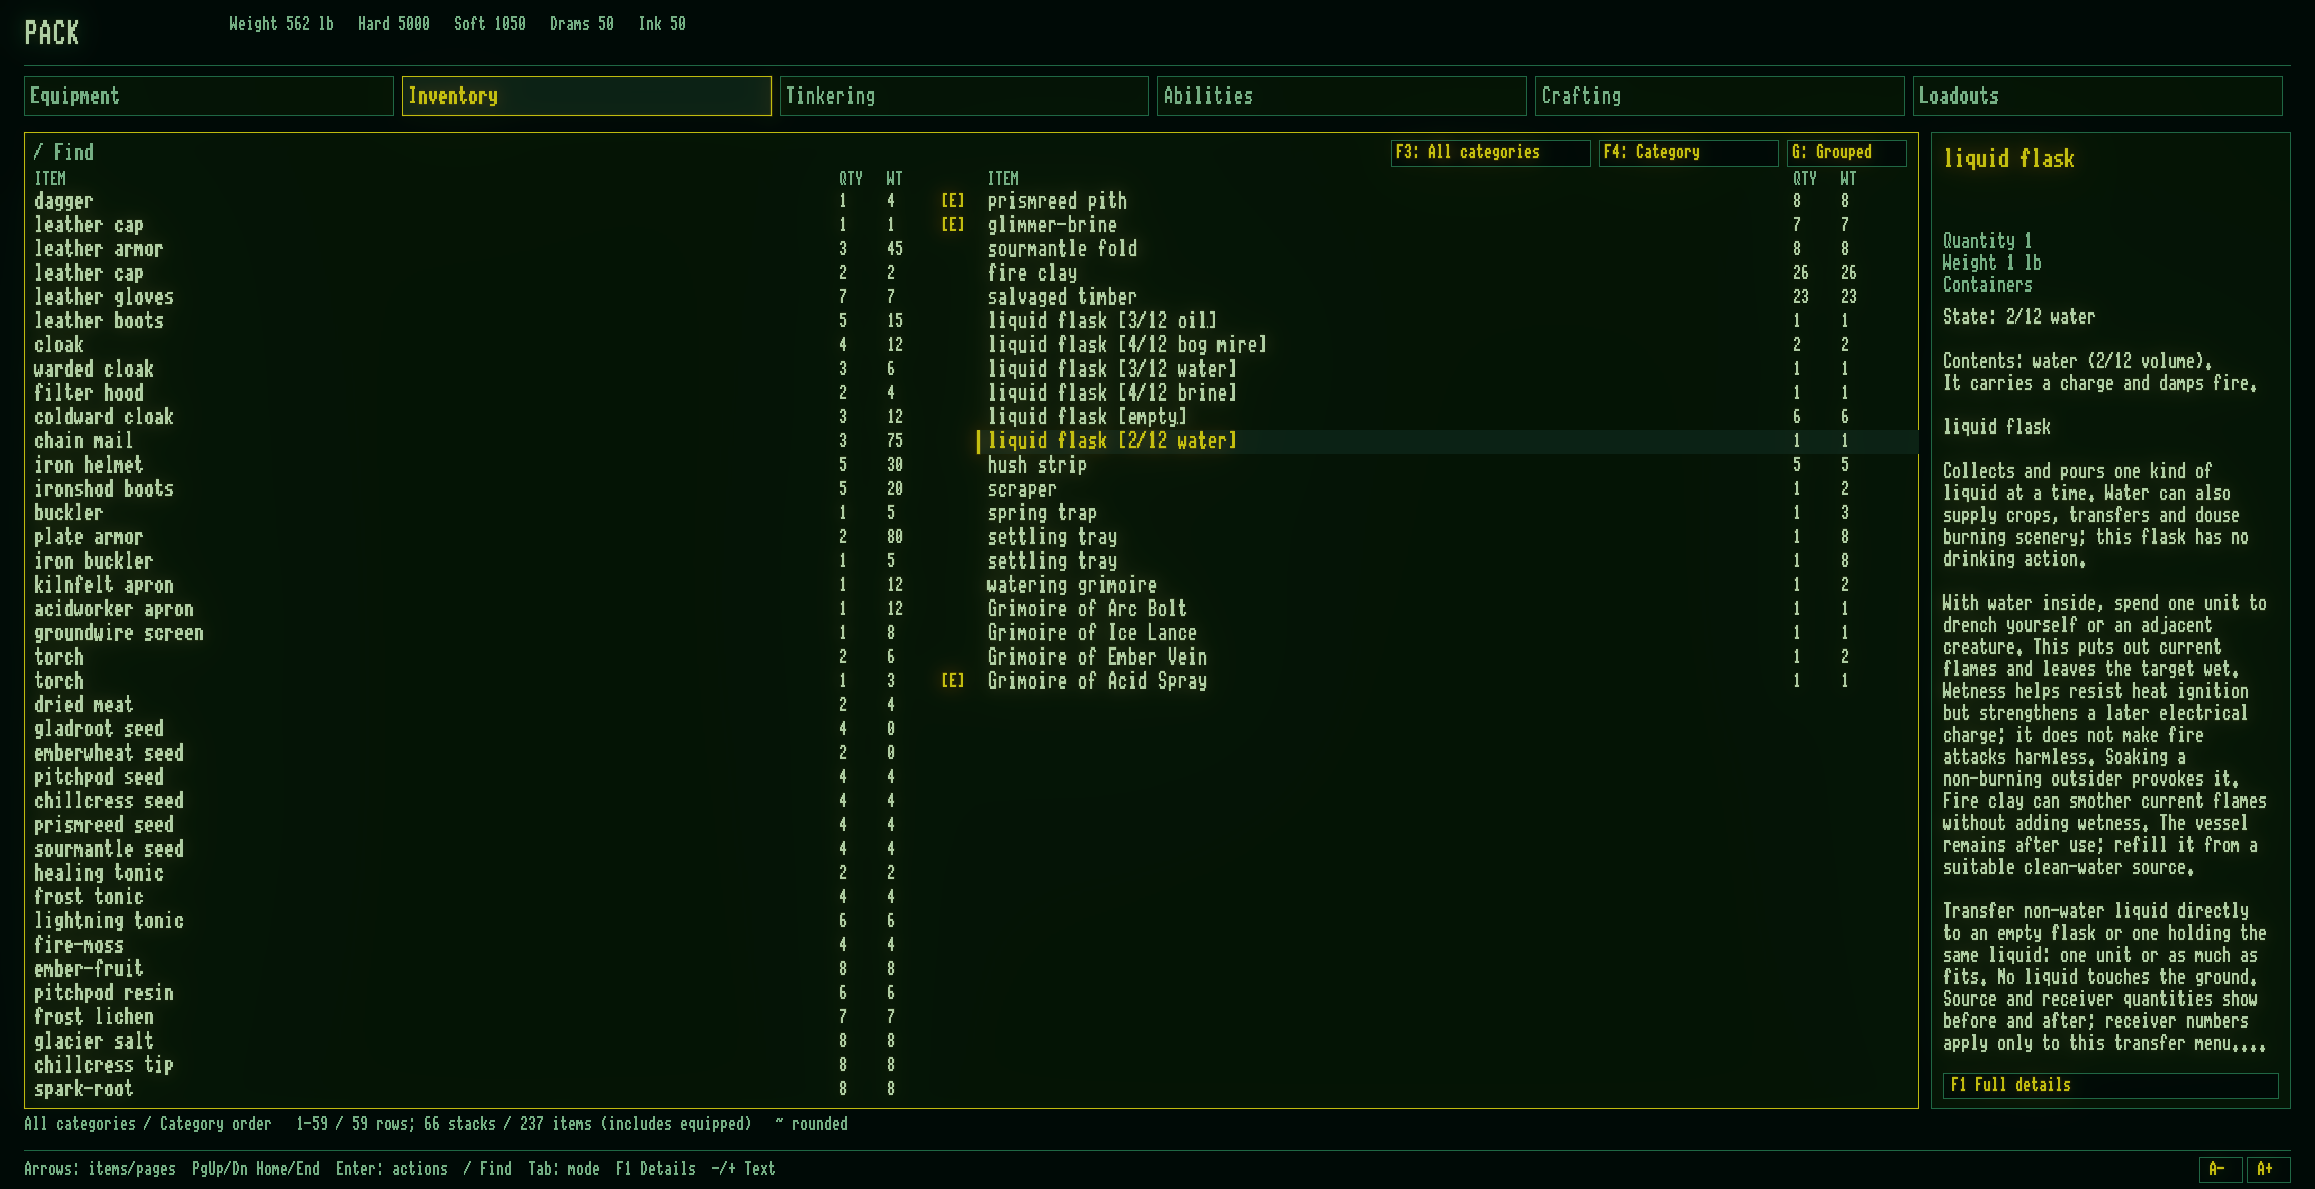 PACK
Weight 562 lb Hard 5000 Soft 1050 Drams 50 Ink 50
Equipment
Inventory
Tinkering
Abilities
Crafting
Loadouts
/ Find
F3: All categories
F4: Category
G: Grouped
ITEM QTY WT
dagger 1 4 [E]
leather cap 1 1 [E]
leather armor 3 45
leather cap 2 2
leather gloves 7 7
leather boots 5 15
cloak 4 12
warded cloak 3 6
filter hood 2 4
coldward cloak 3 12
chain mail 3 75
iron helmet 5 30
ironshod boots 5 20
buckler 1 5
plate armor 2 80
iron buckler 1 5
kilnfelt apron 1 12
acidworker apron 1 12
groundwire screen 1 8
torch 2 6
torch 1 3 [E]
dried meat 2 4
gladroot seed 4 0
emberwheat seed 2 0
pitchpod seed 4 4
chillcress seed 4 4
prismreed seed 4 4
sourmantle seed 4 4
healing tonic 2 2
frost tonic 4 4
lightning tonic 6 6
fire-moss 4 4
ember-fruit 8 8
pitchpod resin 6 6
frost lichen 7 7
glacier salt 8 8
chillcress tip 8 8
spark-root 8 8
ITEM QTY WT
prismreed pith 8 8
glimmer-brine 7 7
sourmantle fold 8 8
fire clay 26 26
salvaged timber 23 23
liquid flask [3/12 oil] 1 1
liquid flask [4/12 bog mire] 2 2
liquid flask [3/12 water] 1 1
liquid flask [4/12 brine] 1 1
liquid flask [empty] 6 6
liquid flask [2/12 water] 1 1
hush strip 5 5
scraper 1 2
spring trap 1 3
settling tray 1 8
settling tray 1 8
watering grimoire 1 2
Grimoire of Arc Bolt 1 1
Grimoire of Ice Lance 1 1
Grimoire of Ember Vein 1 2
Grimoire of Acid Spray 1 1
liquid flask
Quantity 1
Weight 1 lb
Containers
State: 2/12 water
Contents: water (2/12 volume).
It carries a charge and damps fire.
liquid flask
Collects and pours one kind of
liquid at a time. Water can also
supply crops, transfers and douse
burning scenery; this flask has no
drinking action.
With water inside, spend one unit to
drench yourself or an adjacent
creature. This puts out current
flames and leaves the target wet.
Wetness helps resist heat ignition
but strengthens a later electrical
charge; it does not make fire
attacks harmless. Soaking a
non-burning outsider provokes it.
Fire clay can smother current flames
without adding wetness. The vessel
remains after use; refill it from a
suitable clean-water source.
Transfer non-water liquid directly
to an empty flask or one holding the
same liquid: one unit or as much as
fits. No liquid touches the ground.
Source and receiver quantities show
before and after; receiver numbers
apply only to this transfer menu....
F1 Full details
All categories / Category order 1-59 / 59 rows; 66 stacks / 237 items (includes equipped) ~ rounded
Arrows: items/pages PgUp/Dn Home/End Enter: actions / Find Tab: mode F1 Details -/+ Text
A-
A+